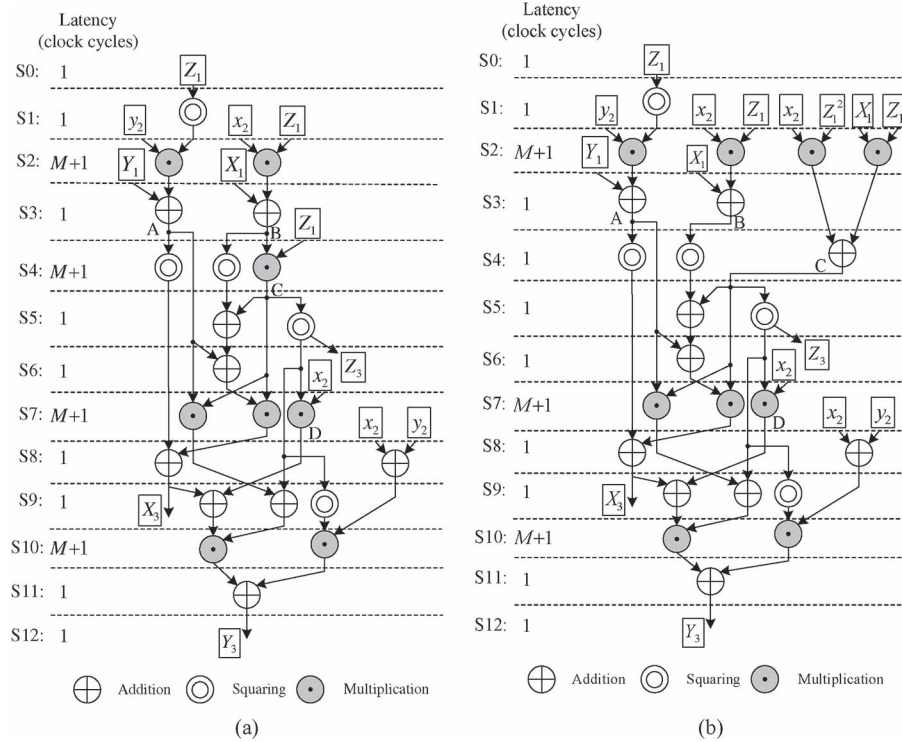 Latency
(clock cycles)
S0: 1
Z₁
S1: 1
y₂ x₂ Z₁
S2: M+1
Y₁ X₁
S3: 1
A B Z₁
S4: M+1
C
S5: 1
S6: 1
Z₃
x₂
S7: M+1
D x₂ y₂
S8: 1
S9: 1
X₃
S10: M+1
S11: 1
S12: 1
Y₃
Addition Squaring Multiplication
(a)
Latency
(clock cycles)
S0: 1
Z₁
S1: 1
y₂ x₂ Z₁ x₂ Z₁² X₁ Z₁
S2: M+1
Y₁ X₁
S3: 1
A B
S4: 1
C
S5: 1
S6: 1
Z₃
x₂
S7: M+1
D x₂ y₂
S8: 1
S9: 1
X₃
S10: M+1
S11: 1
S12: 1
Y₃
Addition Squaring Multiplication
(b)